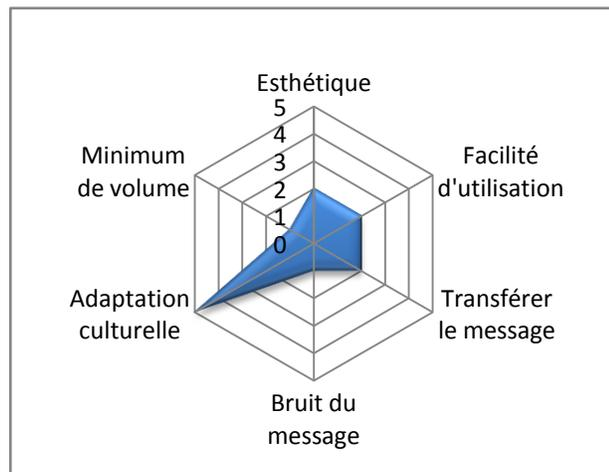 Esthétique
5
4
3
2
1
0
Facilité
d'utilisation
Transférer
le message
Bruit du
message
Adaptation
culturelle
Minimum
de volume